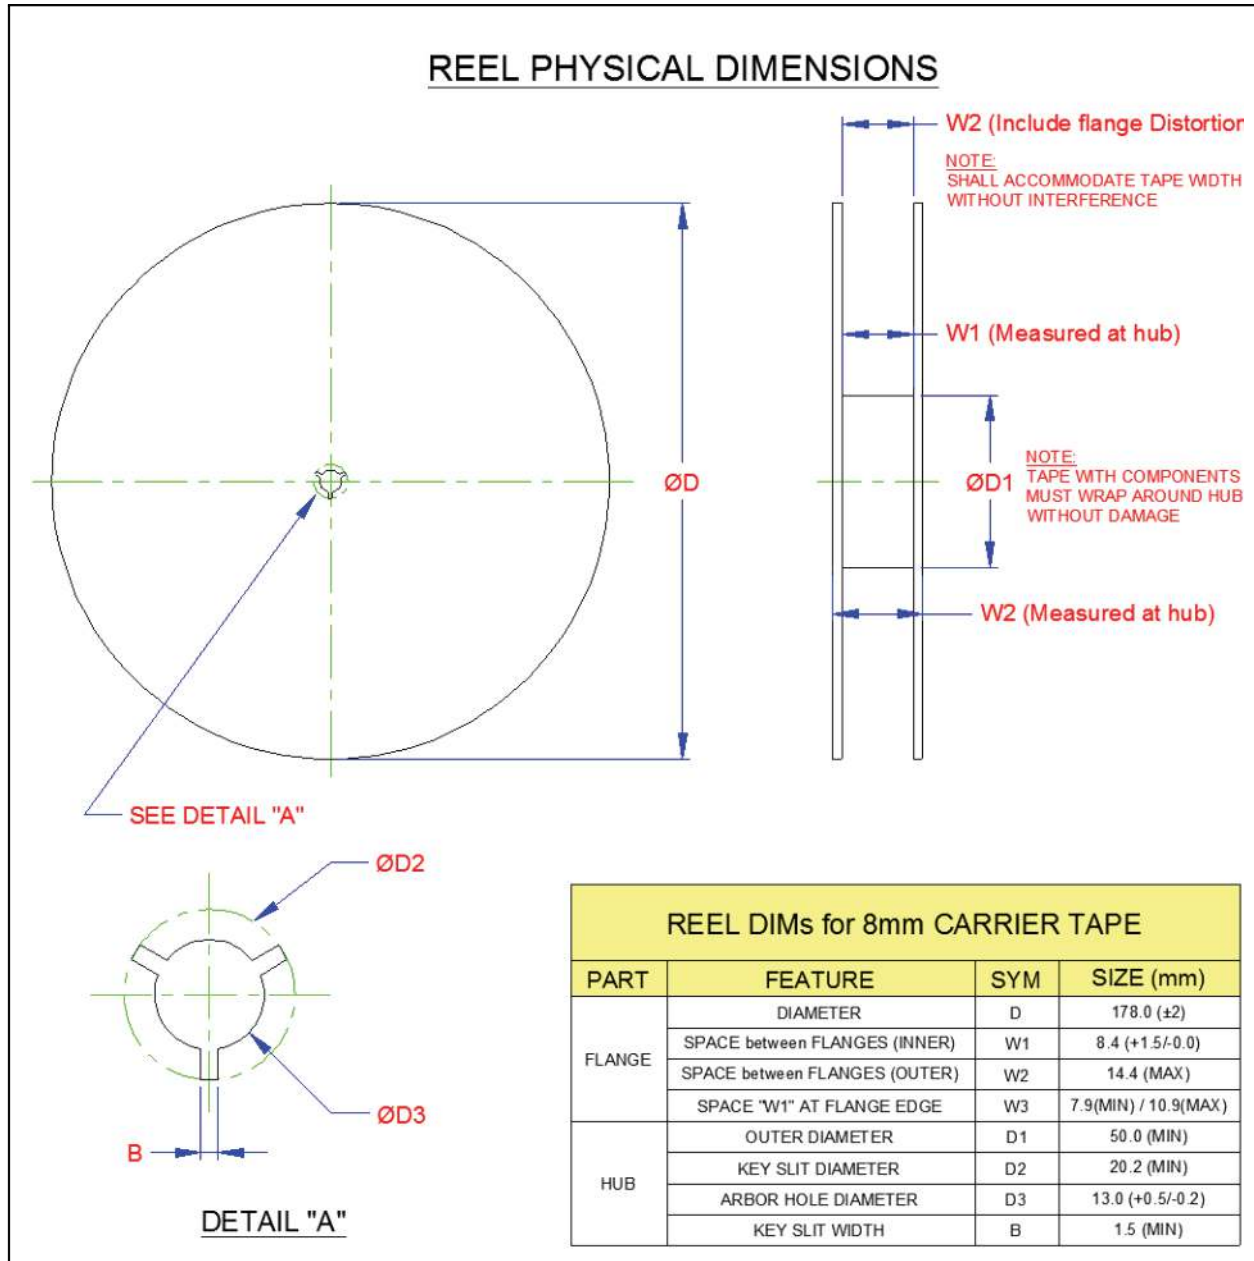 REEL PHYSICAL DIMENSIONS
W2 (Include flange Distortion
NOTE:
SHALL ACCOMMODATE TAPE WIDTH
WITHOUT INTERFERENCE
W1 (Measured at hub)
ØD
ØD1
NOTE:
TAPE WITH COMPONENTS
MUST WRAP AROUND HUB
WITHOUT DAMAGE
W2 (Measured at hub)
SEE DETAIL "A"
ØD2
ØD3
B
DETAIL "A"
REEL DIMs for 8mm CARRIER TAPE
PART FEATURE SYM SIZE (mm)
FLANGE
DIAMETER D 178.0 (±2)
SPACE between FLANGES (INNER) W1 8.4 (+1.5/-0.0)
SPACE between FLANGES (OUTER) W2 14.4 (MAX)
SPACE "W1" AT FLANGE EDGE W3 7.9(MIN) / 10.9(MAX)
HUB
OUTER DIAMETER D1 50.0 (MIN)
KEY SLIT DIAMETER D2 20.2 (MIN)
ARBOR HOLE DIAMETER D3 13.0 (+0.5/-0.2)
KEY SLIT WIDTH B 1.5 (MIN)